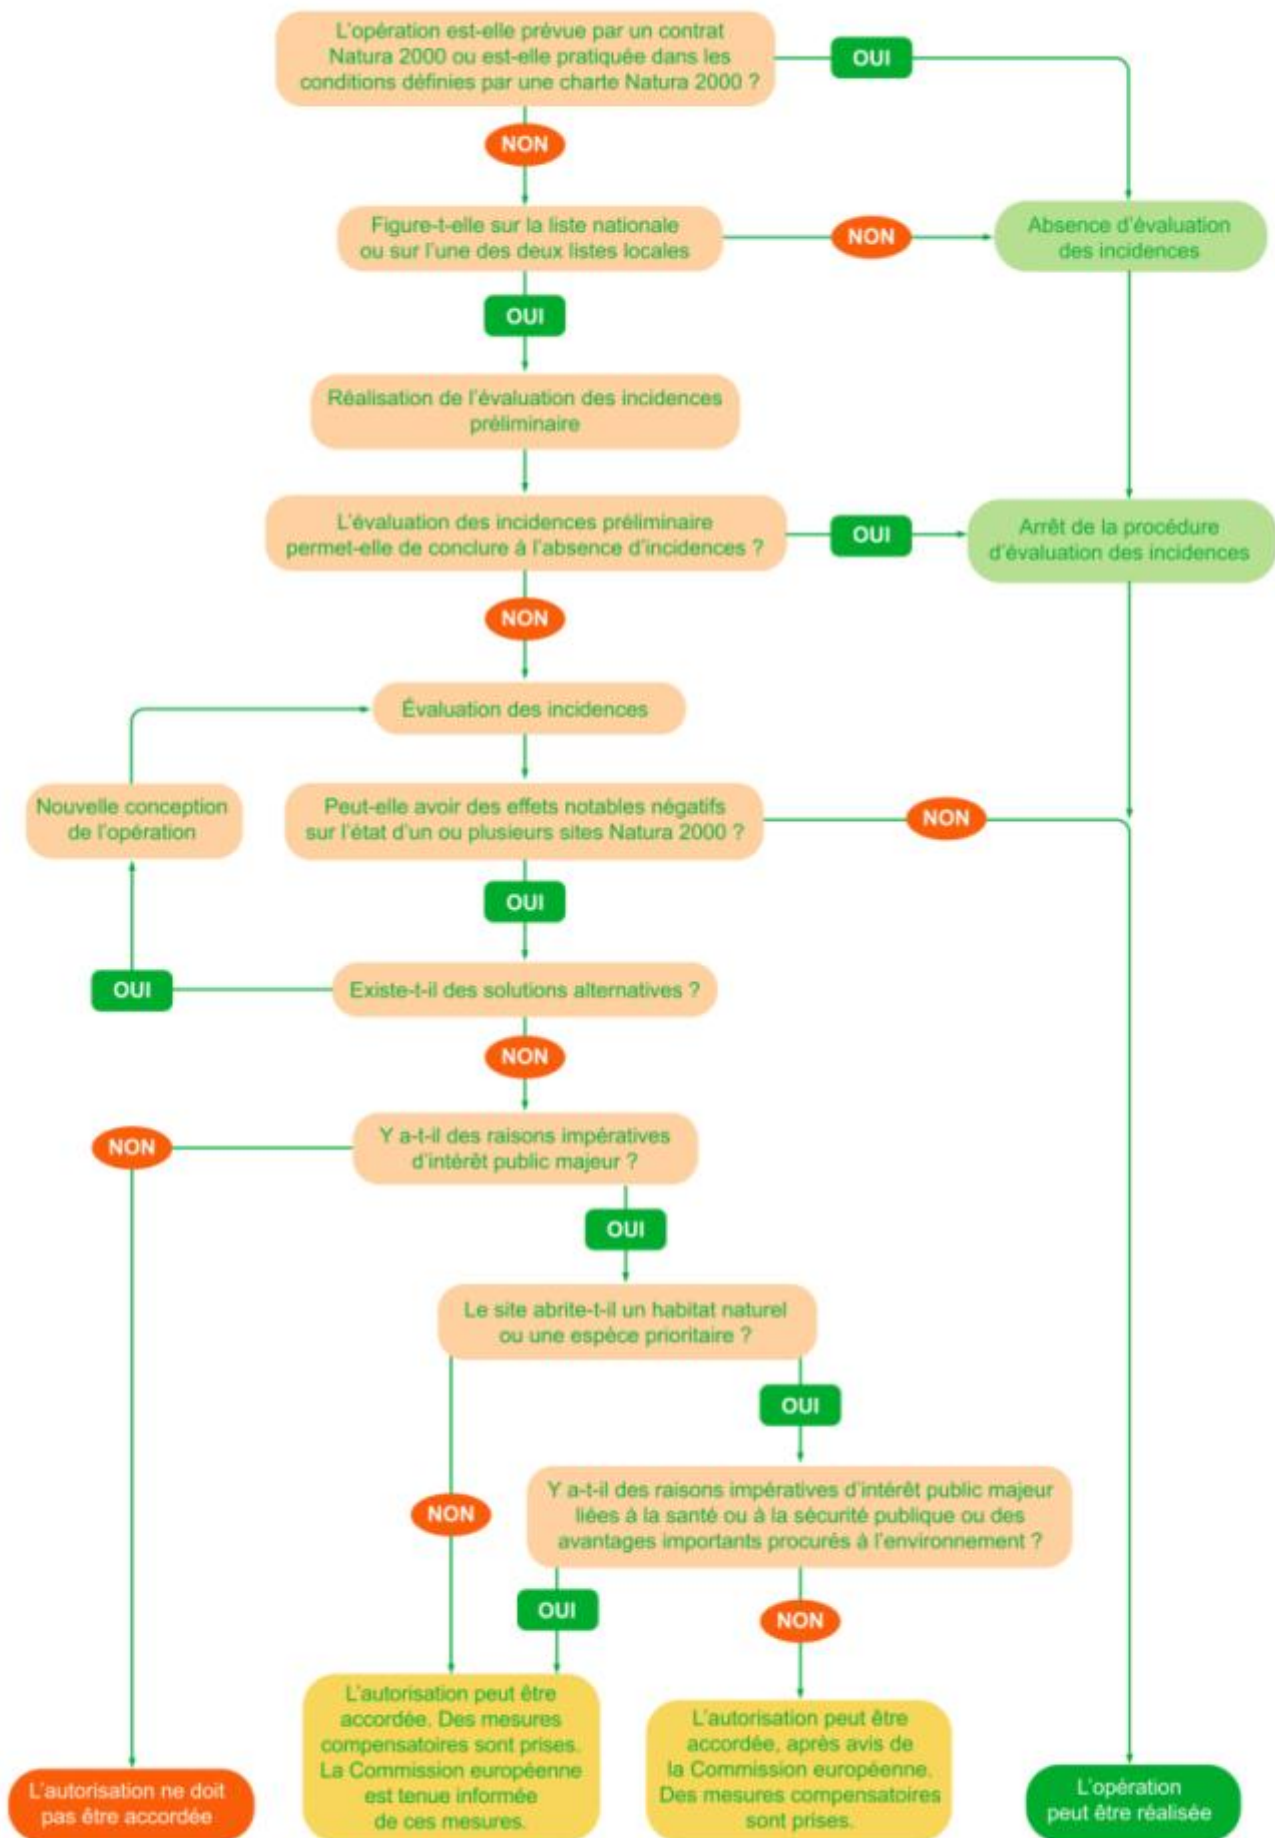 L'opération est-elle prévue par un contrat
Natura 2000 ou est-elle pratiquée dans les
conditions définies par une charte Natura 2000 ?
OUI
NON
Figure-t-elle sur la liste nationale
ou sur l'une des deux listes locales
NON
Absence d'évaluation
des incidences
OUI
Réalisation de l'évaluation des incidences
préliminaire
L'évaluation des incidences préliminaire
permet-elle de conclure à l'absence d'incidences ?
OUI
Arrêt de la procédure
d'évaluation des incidences
NON
Évaluation des incidences
Nouvelle conception
de l'opération
Peut-elle avoir des effets notables négatifs
sur l'état d'un ou plusieurs sites Natura 2000 ?
NON
OUI
OUI
Existe-t-il des solutions alternatives ?
NON
NON
Y a-t-il des raisons impératives
d'intérêt public majeur ?
OUI
Le site abrite-t-il un habitat naturel
ou une espèce prioritaire ?
OUI
NON
Y a-t-il des raisons impératives d'intérêt public majeur
liées à la santé ou à la sécurité publique ou des
avantages importants procurés à l'environnement ?
OUI
NON
L'autorisation ne doit
pas être accordée
L'autorisation peut être
accordée. Des mesures
compensatoires sont prises.
La Commission européenne
est tenue informée
de ces mesures.
L'autorisation peut être
accordée, après avis de
la Commission européenne.
Des mesures compensatoires
sont prises.
L'opération
peut être réalisée